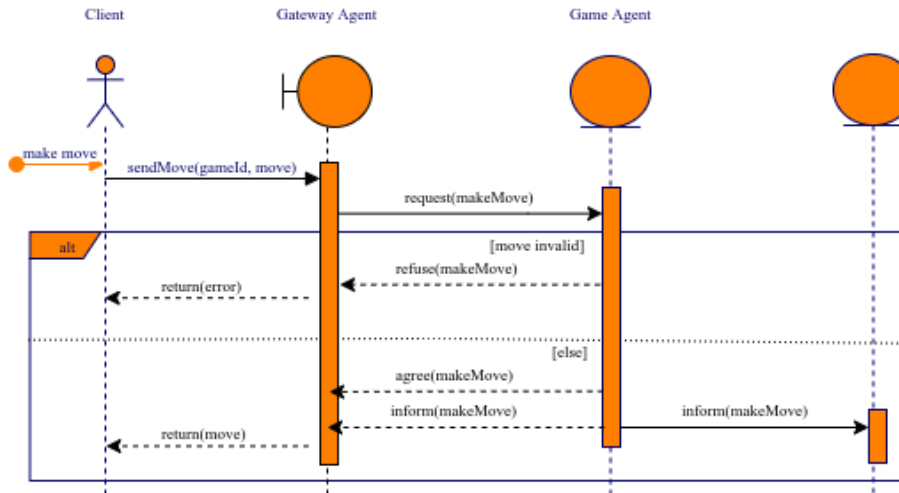 Client
Gateway Agent
Game Agent
make move
sendMove(gameId, move)
request(makeMove)
alt
[move invalid]
refuse(makeMove)
return(error)
[else]
agree(makeMove)
inform(makeMove)
inform(makeMove)
return(move)